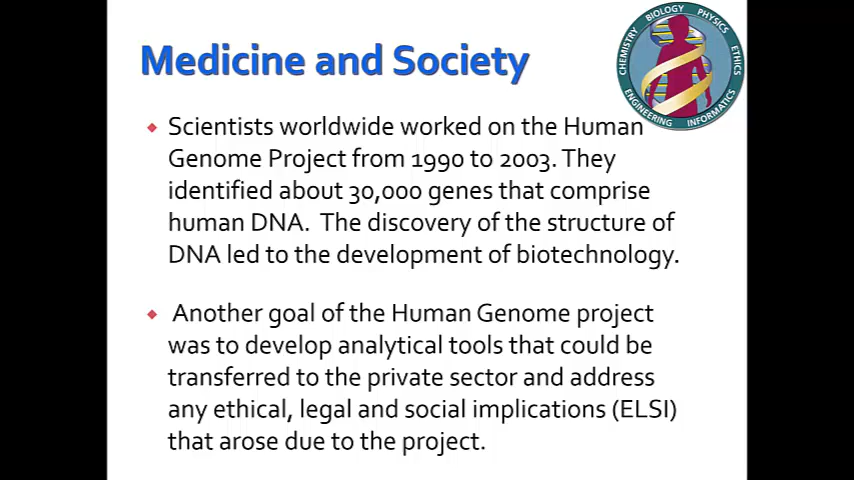 Medicine and Society
CHEMISTRY BIOLOGY PHYSICS ETHICS INFORMATICS ENGINEERING
Scientists worldwide worked on the Human
Genome Project from 1990 to 2003. They
identified about 30,000 genes that comprise
human DNA.  The discovery of the structure of
DNA led to the development of biotechnology.
Another goal of the Human Genome project
was to develop analytical tools that could be
transferred to the private sector and address
any ethical, legal and social implications (ELSI)
that arose due to the project.